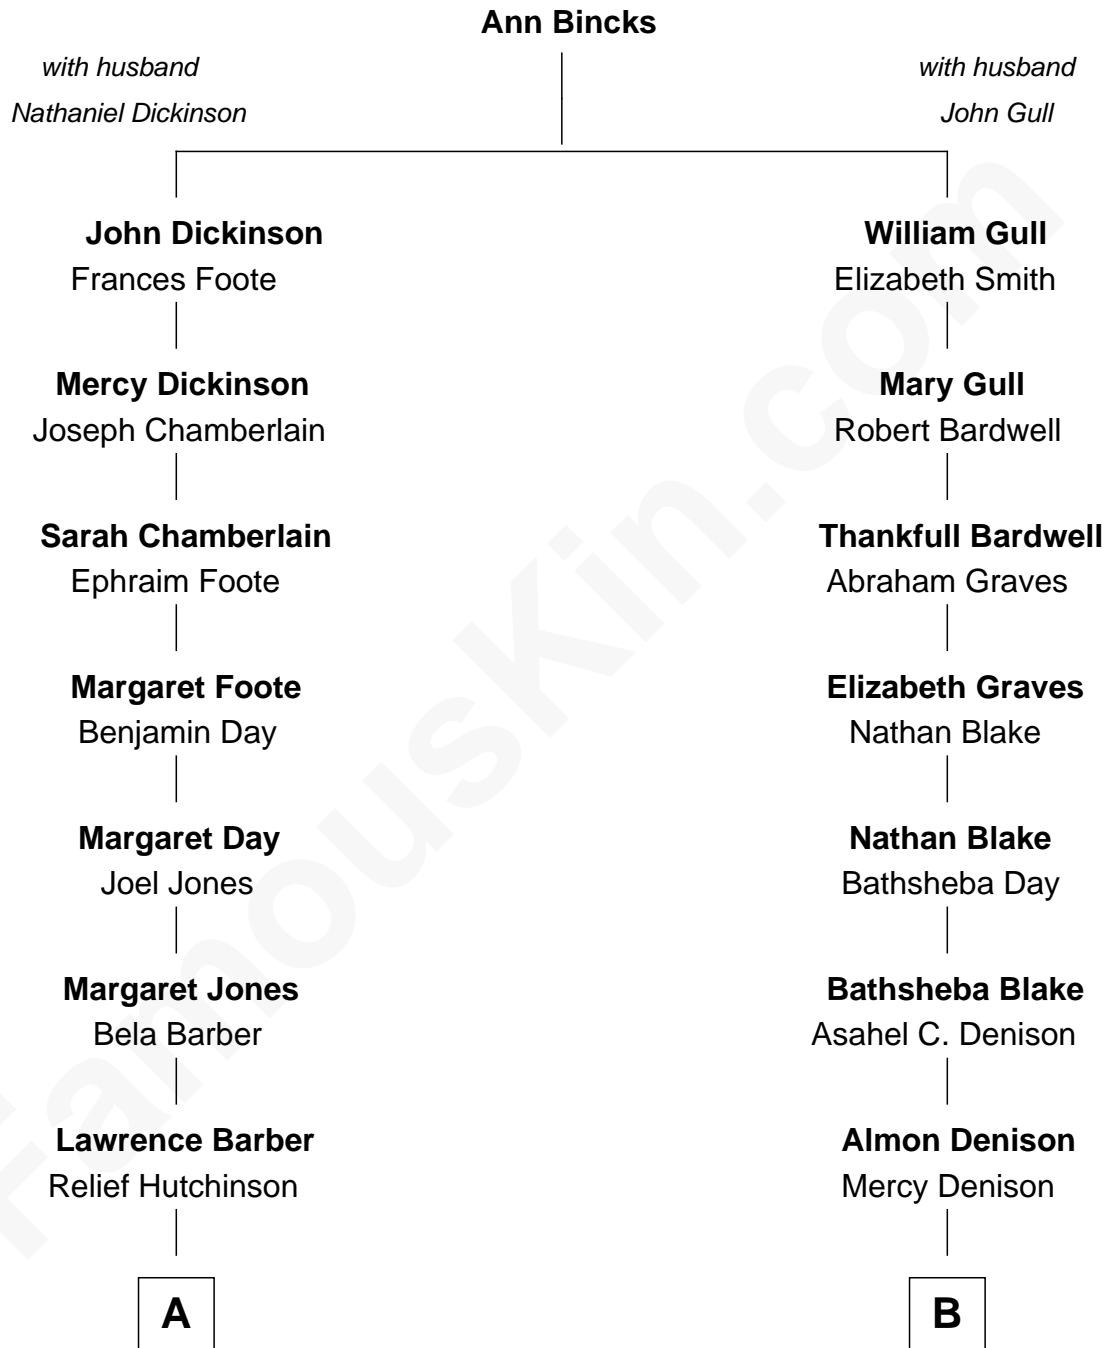 Ann Bincks
with husband
Nathaniel Dickinson
with husband
John Gull
John Dickinson
Frances Foote
Mercy Dickinson
Joseph Chamberlain
Sarah Chamberlain
Ephraim Foote
Margaret Foote
Benjamin Day
Margaret Day
Joel Jones
Margaret Jones
Bela Barber
Lawrence Barber
Relief Hutchinson
A
William Gull
Elizabeth Smith
Mary Gull
Robert Bardwell
Thankfull Bardwell
Abraham Graves
Elizabeth Graves
Nathan Blake
Nathan Blake
Bathsheba Day
Bathsheba Blake
Asahel C. Denison
Almon Denison
Mercy Denison
B
FamousKin.com